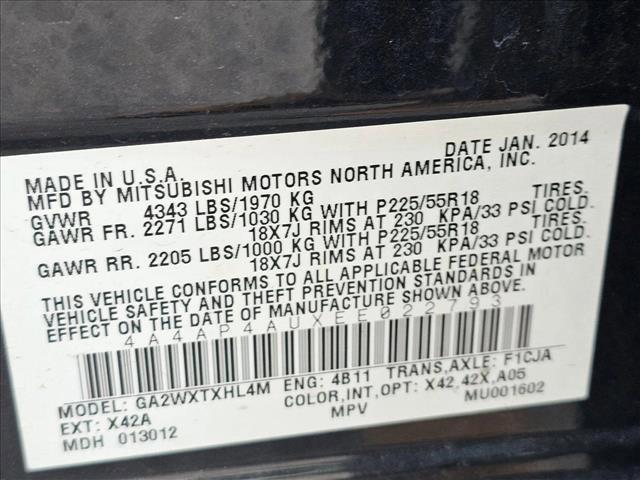 MADE IN U.S.A. DATE JAN. 2014
MFD BY MITSUBISHI MOTORS NORTH AMERICA, INC.
GVWR 4343 LBS/1970 KG
GAWR FR. 2271 LBS/1030 KG WITH P225/55R18 TIRES.
18X7J RIMS AT 230 KPA/33 PSI COLD.
GAWR RR. 2205 LBS/1000 KG WITH P225/55R18 TIRES.
18X7J RIMS AT 230 KPA/33 PSI COLD.
THIS VEHICLE CONFORMS TO ALL APPLICABLE FEDERAL MOTOR
VEHICLE SAFETY AND THEFT PREVENTION STANDARDS IN
EFFECT ON THE DATE OF MANUFACTURE SHOWN ABOVE.
4A4AP4AUXEE022793
MODEL: GA2WXTXHL4M ENG: 4B11 TRANS,AXLE: F1CJA
EXT: X42A COLOR,INT,OPT: X42,42X,A05
MDH 013012 MPV MU001602